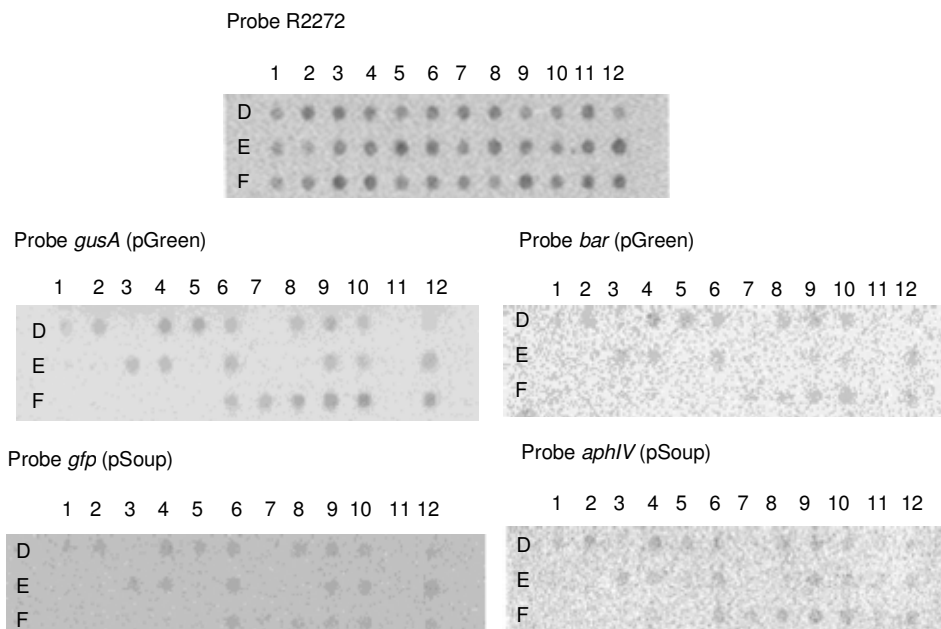 Probe R2272
1 2 3 4 5 6 7 8 9 10 11 12
D
E
F
Probe gusA (pGreen)
1 2 3 4 5 6 7 8 9 10 11 12
D
E
F
Probe bar (pGreen)
1 2 3 4 5 6 7 8 9 10 11 12
D
E
F
Probe gfp (pSoup)
1 2 3 4 5 6 7 8 9 10 11 12
D
E
F
Probe aphIV (pSoup)
1 2 3 4 5 6 7 8 9 10 11 12
D
E
F